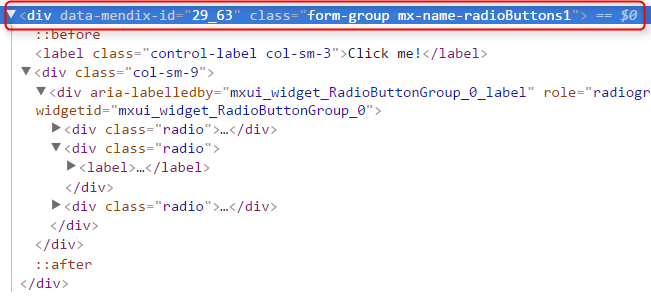 ▼<div data-mendix-id="29_63" class="form-group mx-name-radioButtons1"> == $0
::before
<label class="control-label col-sm-3">Click me!</label>
▼<div class="col-sm-9">
▼<div aria-labelledby="mxui_widget_RadioButtonGroup_0_label" role="radiogr
widgetid="mxui_widget_RadioButtonGroup_0">
▶<div class="radio">…</div>
▼<div class="radio">
▶<label>…</label>
</div>
▶<div class="radio">…</div>
</div>
</div>
::after
</div>